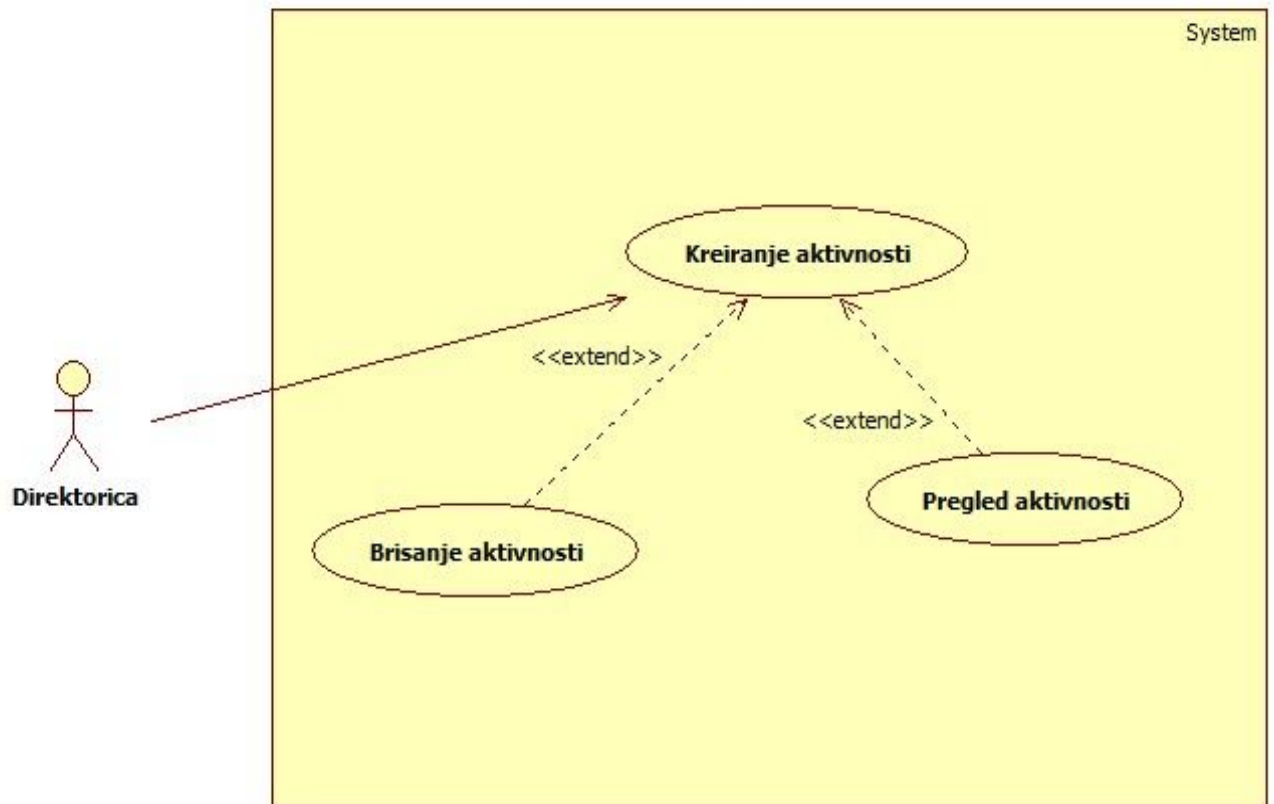 System
Kreiranje aktivnosti
<<extend>>
<<extend>>
Direktorica
Brisanje aktivnosti
Pregled aktivnosti